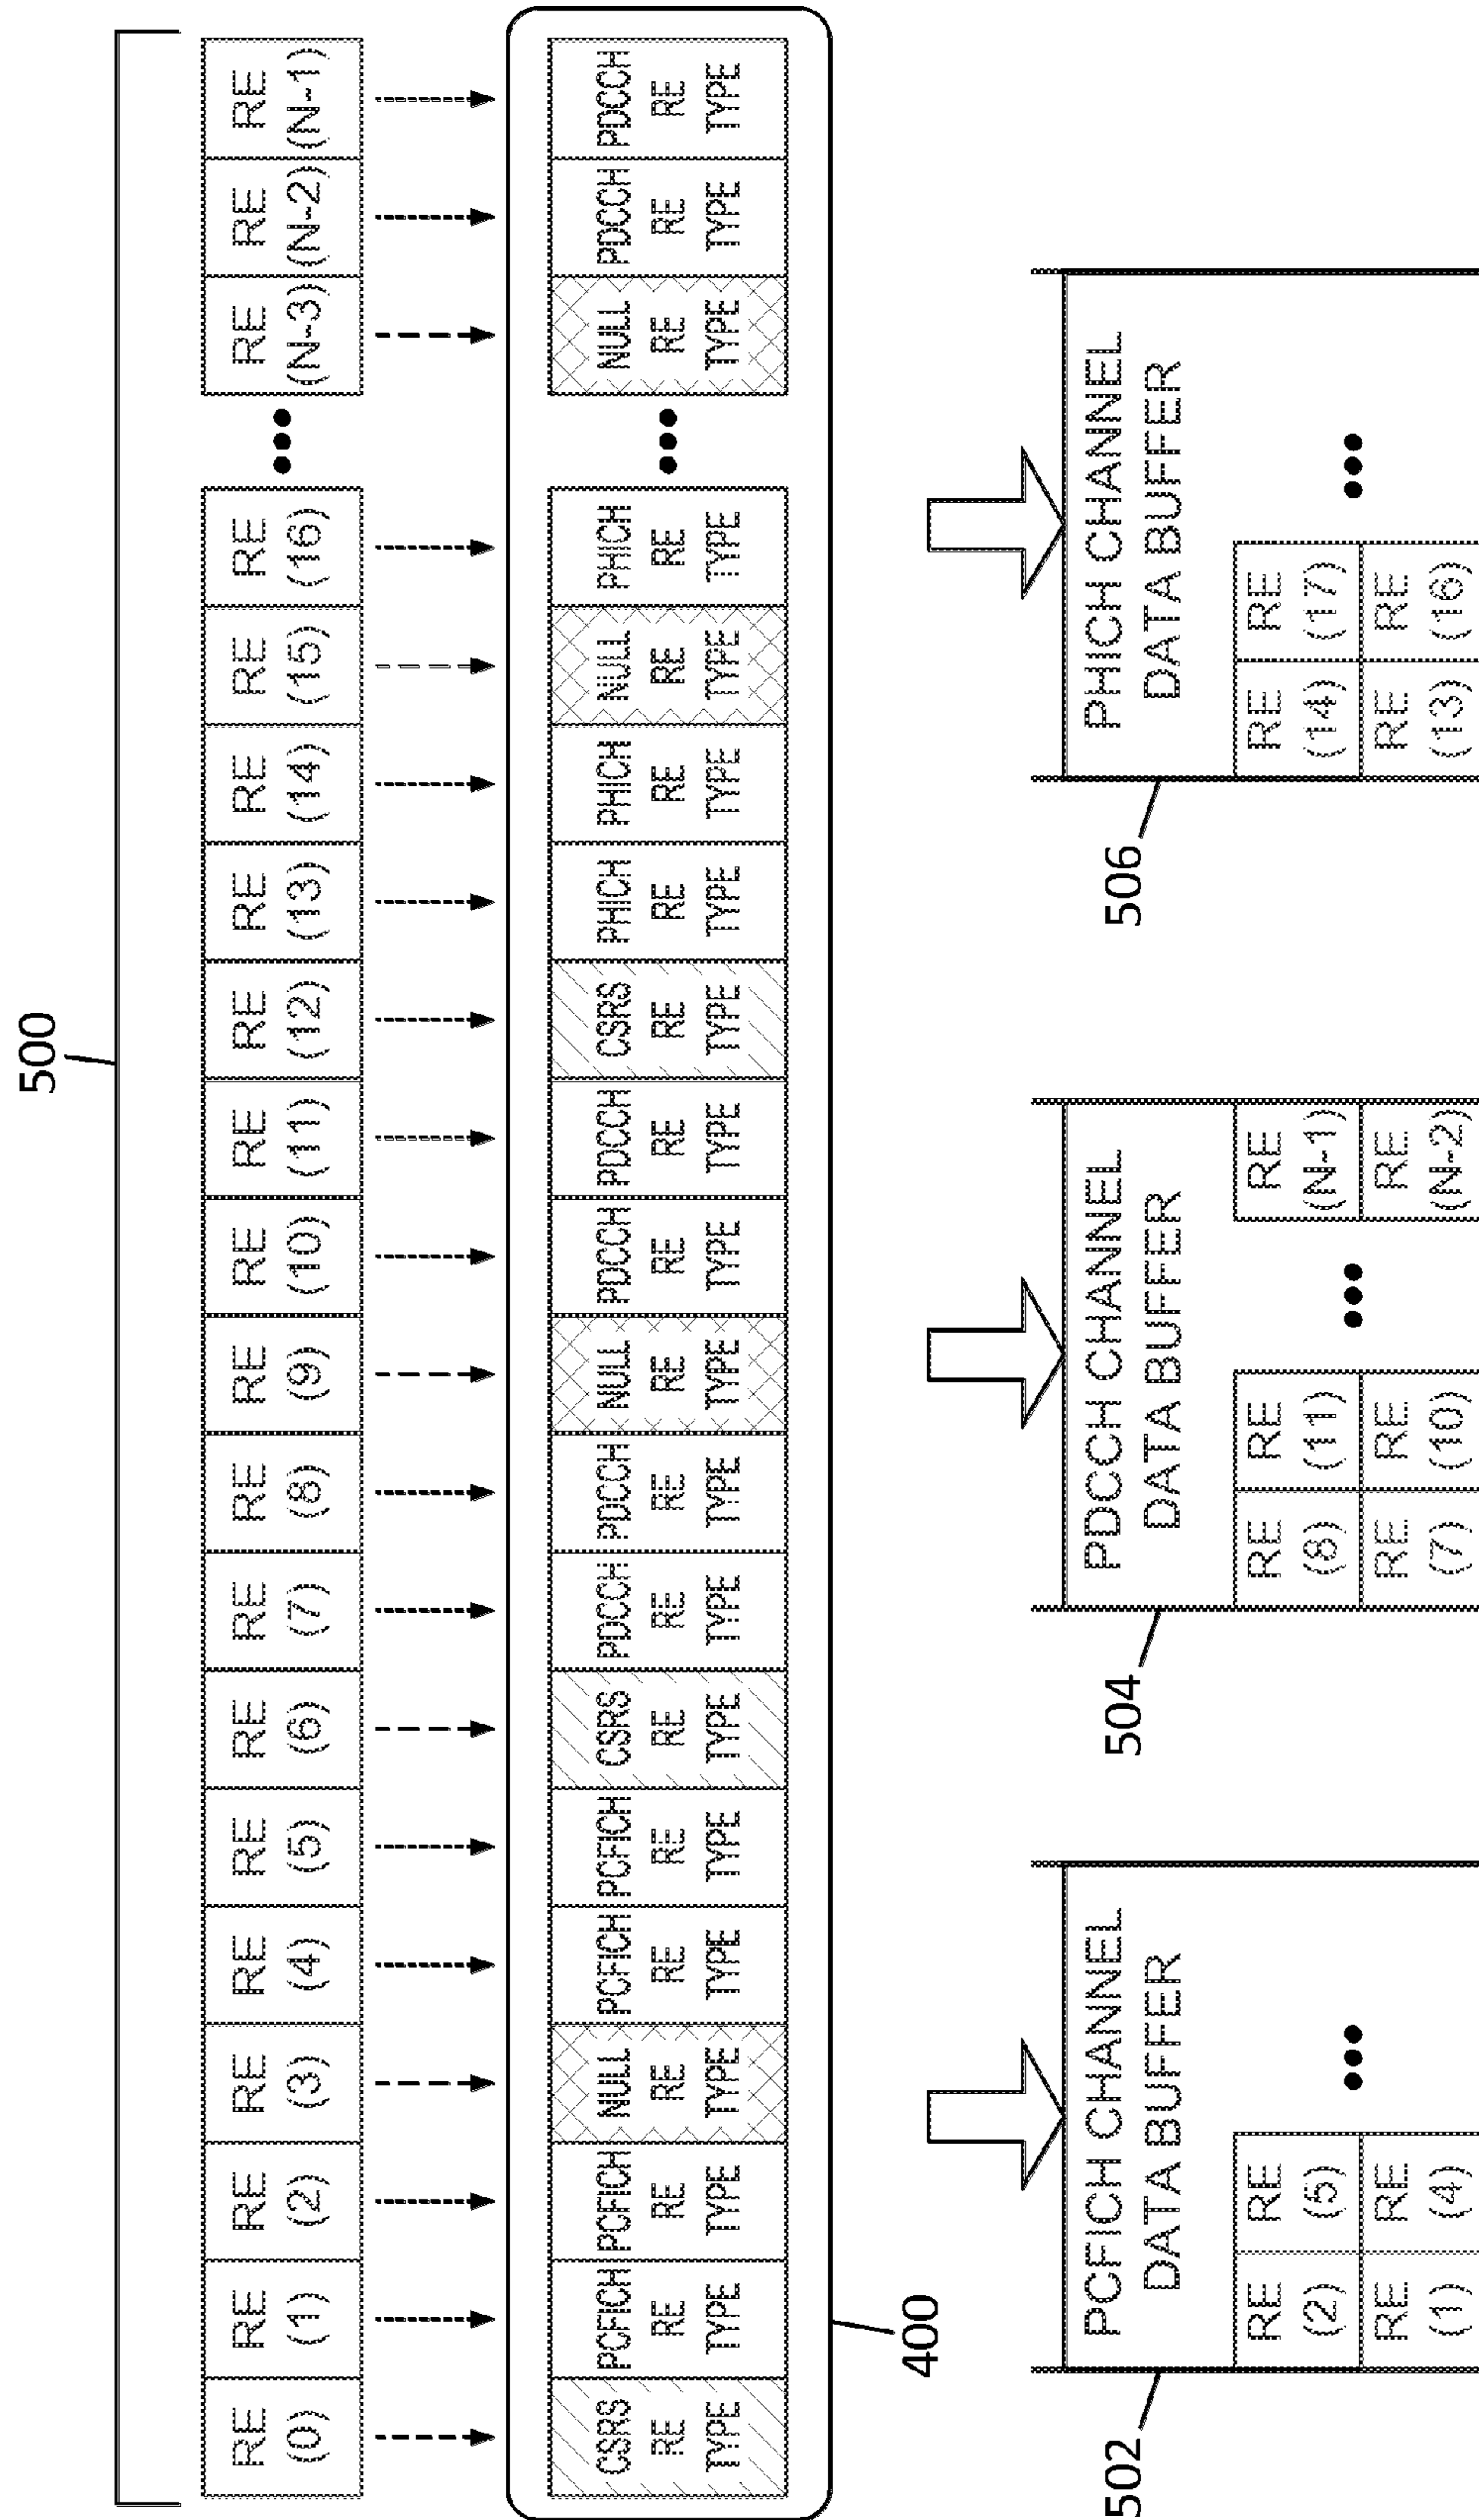 500
RE (0) RE (1) RE (2) RE (3) RE (4) RE (5) RE (6) RE (7) RE (8) RE (9) RE (10) RE (11) RE (12) RE (13) RE (14) RE (15) RE (16) ••• RE (N-3) RE (N-2) RE (N-1)
CSRS RE TYPE PCFICH RE TYPE PCFICH RE TYPE NULL RE TYPE PCFICH RE TYPE PCFICH RE TYPE CSRS RE TYPE PDCCH RE TYPE PDCCH RE TYPE NULL RE TYPE PDCCH RE TYPE PDCCH RE TYPE CSRS RE TYPE PHICH RE TYPE PHICH RE TYPE NULL RE TYPE PHICH RE TYPE ••• NULL RE TYPE PDCCH RE TYPE PDCCH RE TYPE
400
502
PCFICH CHANNEL
DATA BUFFER
RE (2) RE (5) •••
RE (1) RE (4)
504
PDCCH CHANNEL
DATA BUFFER
RE (8) RE (11) ••• RE (N-1)
RE (7) RE (10) RE (N-2)
506
PHICH CHANNEL
DATA BUFFER
RE (14) RE (17) •••
RE (13) RE (16)